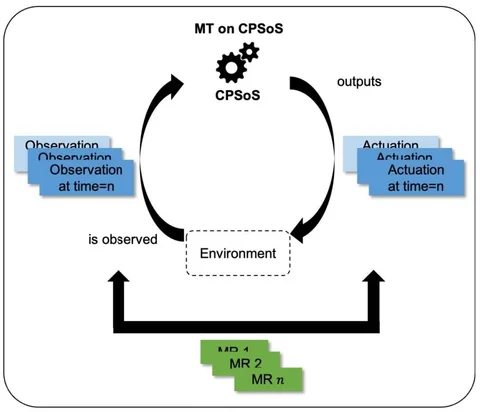 MT on CPSoS
CPSoS
outputs
Observation
Observation
Observation
at time=n
Actuation
Actuation
Actuation
at time=n
is observed
Environment
MR 1
MR 2
MR n